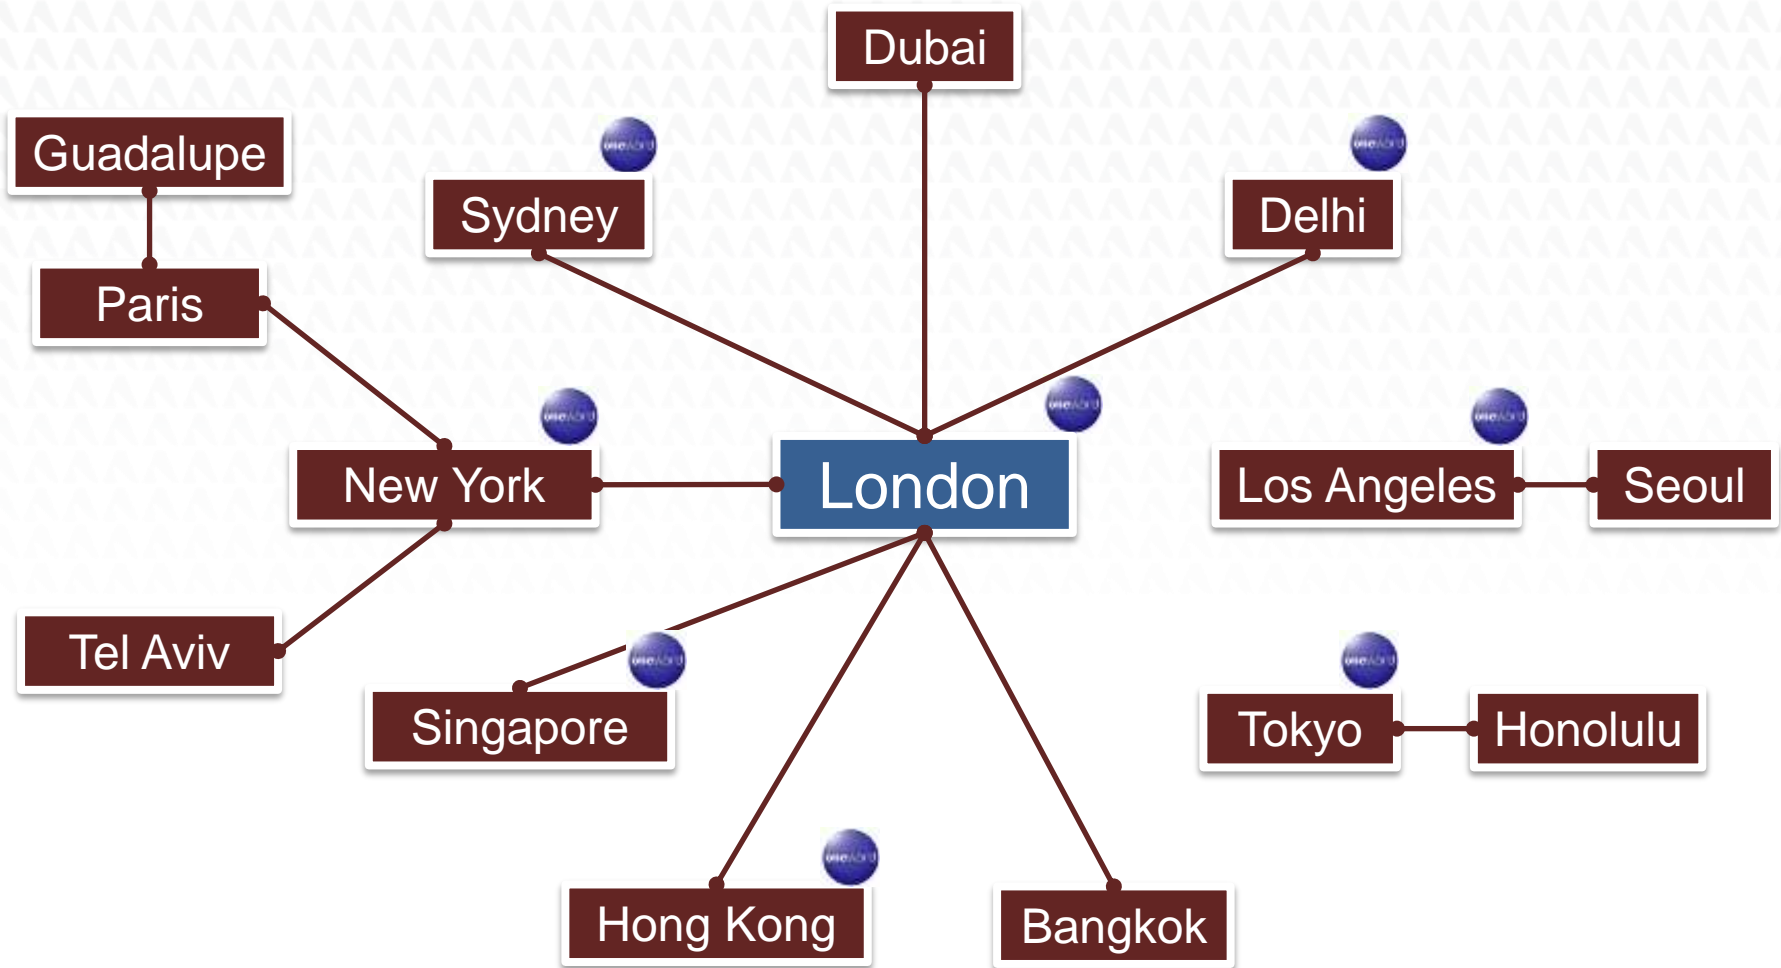 Dubai
Guadalupe
Sydney
Delhi
Paris
New York
London
Los Angeles
Seoul
Tel Aviv
Singapore
Tokyo
Honolulu
Hong Kong
Bangkok